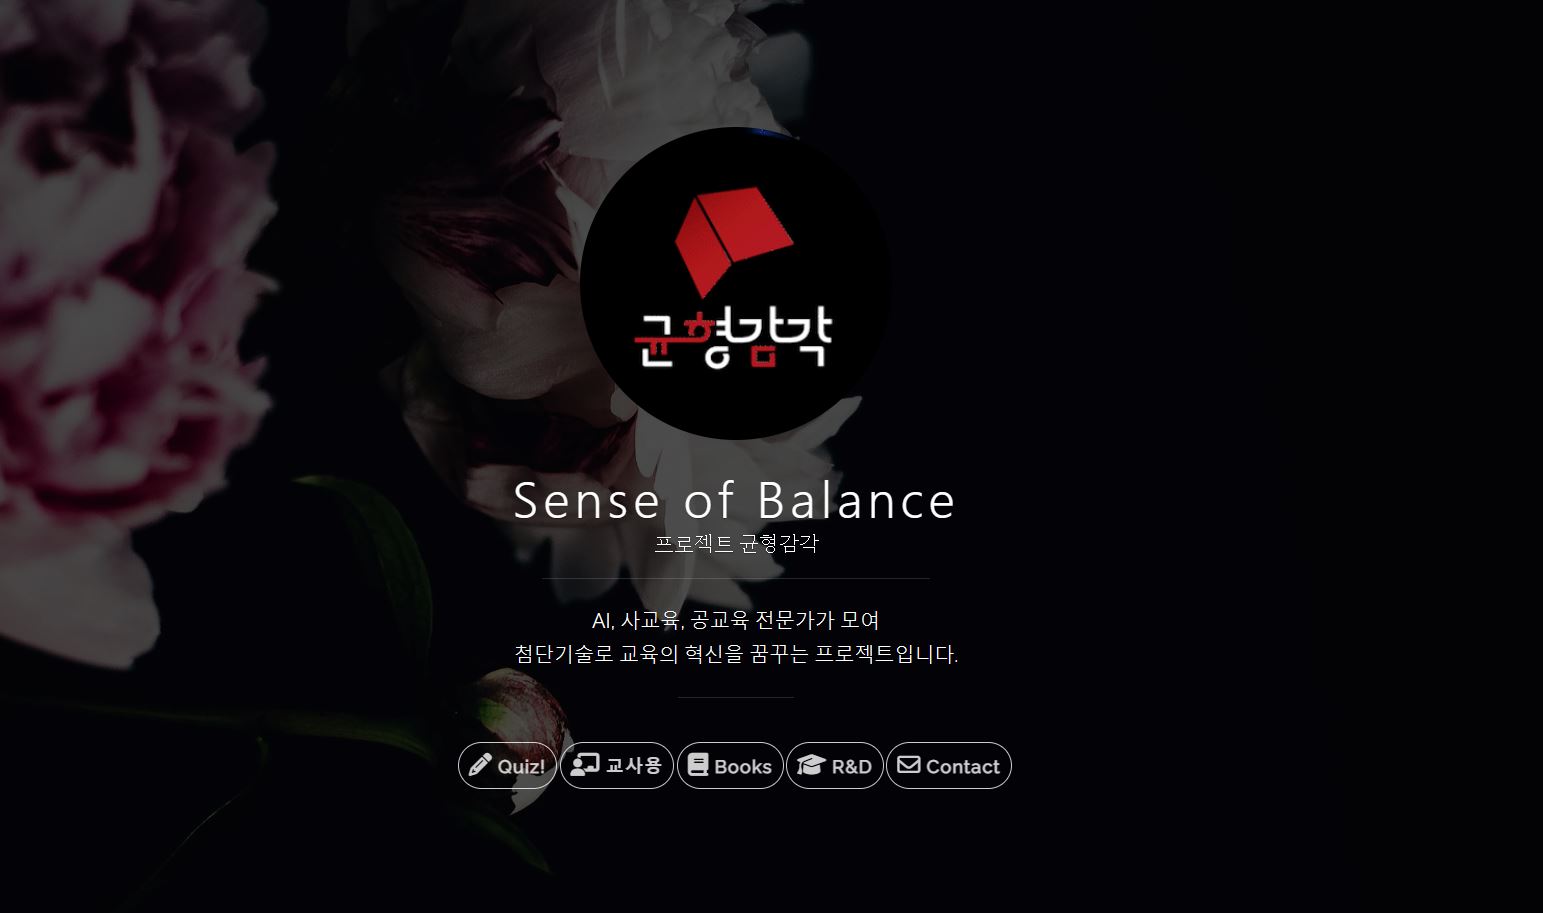 균형감각
Sense of Balance
프로젝트 균형감각
AI, 사교육, 공교육 전문가가 모여
첨단기술로 교육의 혁신을 꿈꾸는 프로젝트입니다.
Quiz! 교사용 Books R&D Contact